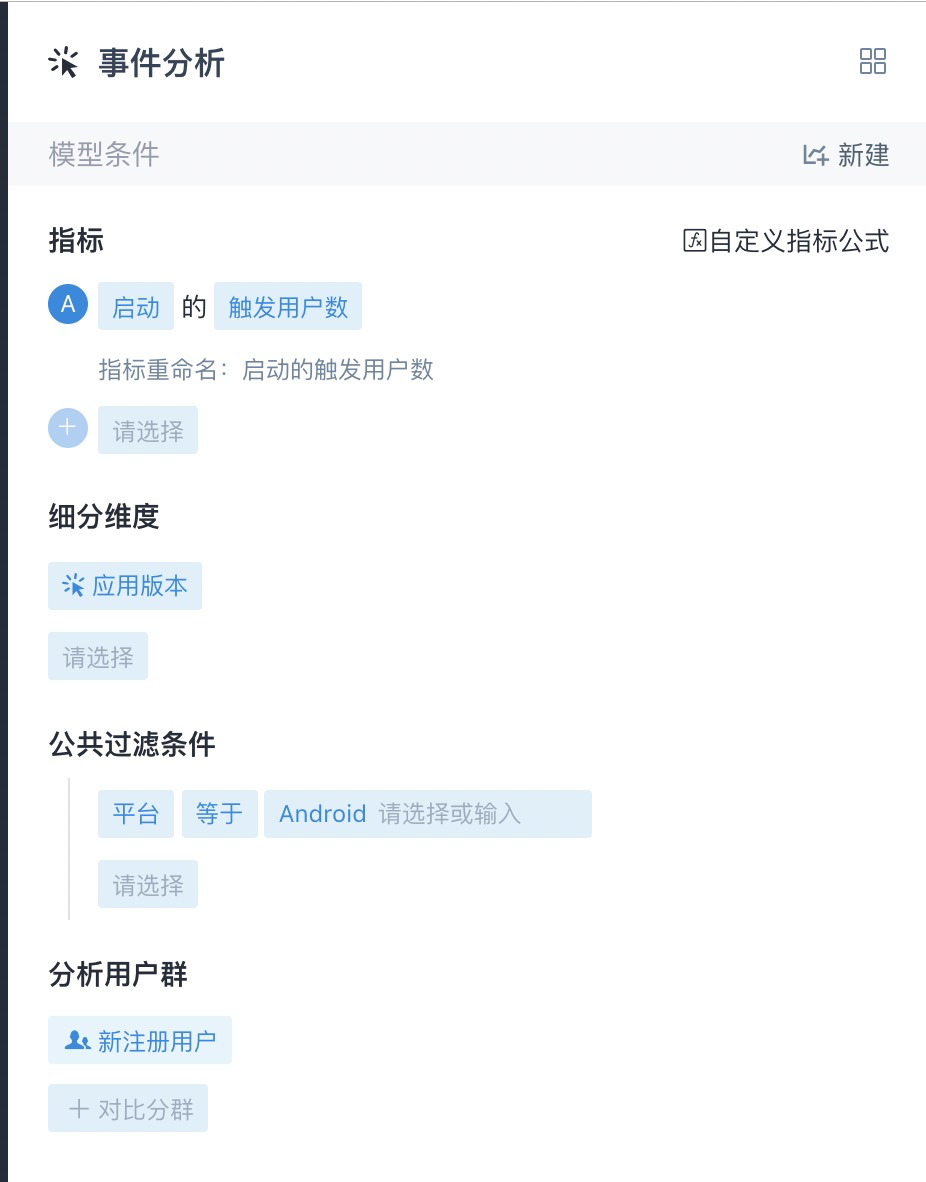 事件分析
模型条件 新建
指标 自定义指标公式
A 启动 的 触发用户数
指标重命名：启动的触发用户数
请选择
细分维度
应用版本
请选择
公共过滤条件
平台 等于 Android 请选择或输入
请选择
分析用户群
新注册用户
+ 对比分群